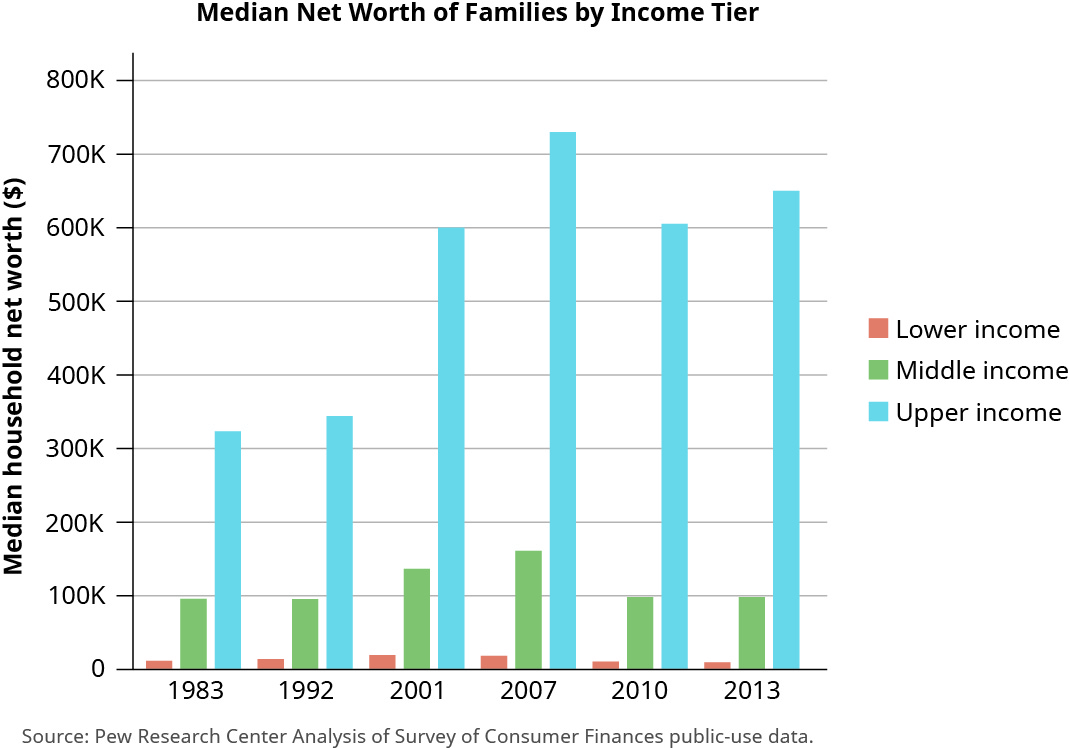 Median Net Worth of Families by Income Tier
Median household net worth ($)
800K
700K
600K
500K
400K
300K
200K
100K
0
1983 1992 2001 2007 2010 2013
Lower income
Middle income
Upper income
Source: Pew Research Center Analysis of Survey of Consumer Finances public-use data.